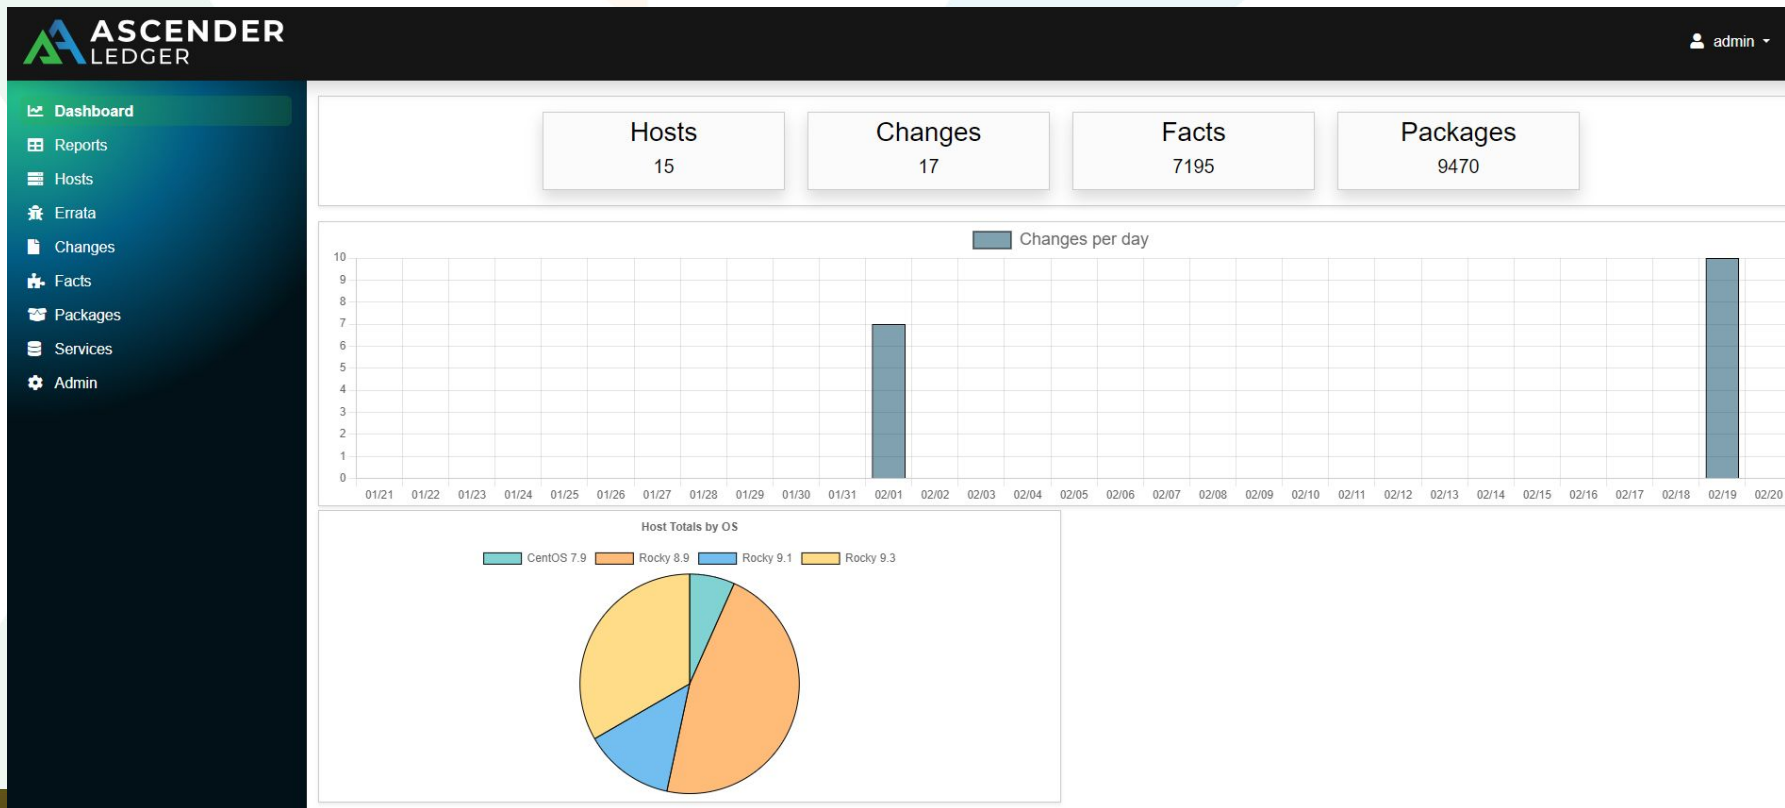 ASCENDER
LEDGER
admin
Dashboard
Reports
Hosts
Errata
Changes
Facts
Packages
Services
Admin
Hosts
15
Changes
17
Facts
7195
Packages
9470
Changes per day
10
9
8
7
6
5
4
3
2
1
0
01/21 01/22 01/23 01/24 01/25 01/26 01/27 01/28 01/29 01/30 01/31 02/01 02/02 02/03 02/04 02/05 02/06 02/07 02/08 02/09 02/10 02/11 02/12 02/13 02/14 02/15 02/16 02/17 02/18 02/19 02/20
Host Totals by OS
CentOS 7.9 Rocky 8.9 Rocky 9.1 Rocky 9.3